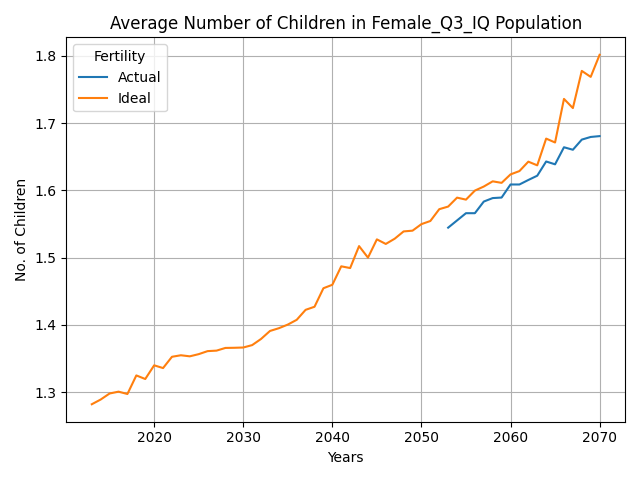 Average Number of Children in Female_Q3_IQ Population
Fertility
Actual
Ideal
No. of Children
1.8
1.7
1.6
1.5
1.4
1.3
2020 2030 2040 2050 2060 2070
Years